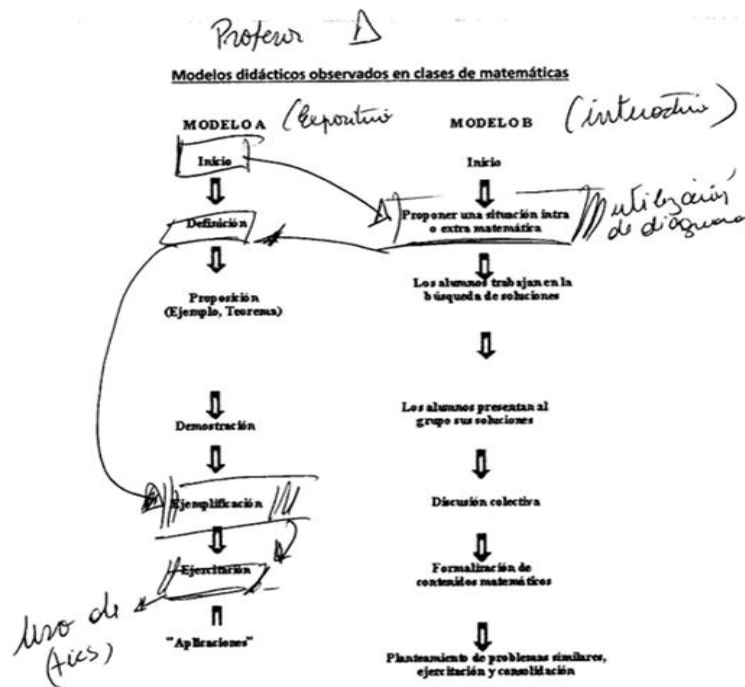 Profesor A
Modelos didácticos observados en clases de matemáticas
MODELO A (Expositivo
Inicio
Definición
Proposición
(Ejemplo, Teorema)
Demostración
Ejemplificación
Ejercitación
"Aplicaciones"
Uso de
(tics)
MODELO B (interactivo)
Inicio
Proponer una situación intra
o extra matemática
utilización
de diagrama
Los alumnos trabajan en la
búsqueda de soluciones
Los alumnos presentan al
grupo sus soluciones
Discusión colectiva
Formalización de
contenidos matemáticos
Planteamiento de problemas similares,
ejercitación y consolidación